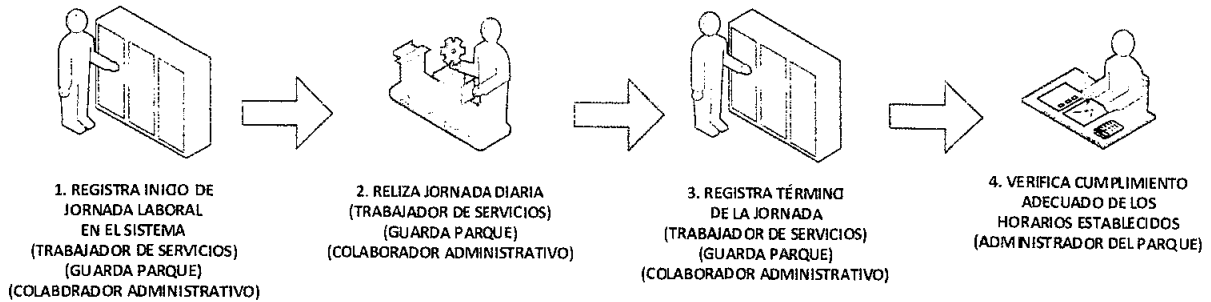 1. REGISTRA INICIO DE
JORNADA LABORAL
EN EL SISTEMA
(TRABAJADOR DE SERVICIOS)
(GUARDA PARQUE)
(COLABORADOR ADMINISTRATIVO)
2. RELIZA JORNADA DIARIA
(TRABAJADOR DE SERVICIOS)
(GUARDA PARQUE)
(COLABORADOR ADMINISTRATIVO)
3. REGISTRA TÉRMINO
DE LA JORNADA
(TRABAJADOR DE SERVICIOS)
(GUARDA PARQUE)
(COLABORADOR ADMINISTRATIVO)
4. VERIFICA CUMPLIMIENTO
ADECUADO DE LOS
HORARIOS ESTABLECIDOS
(ADMINISTRADOR DEL PARQUE)